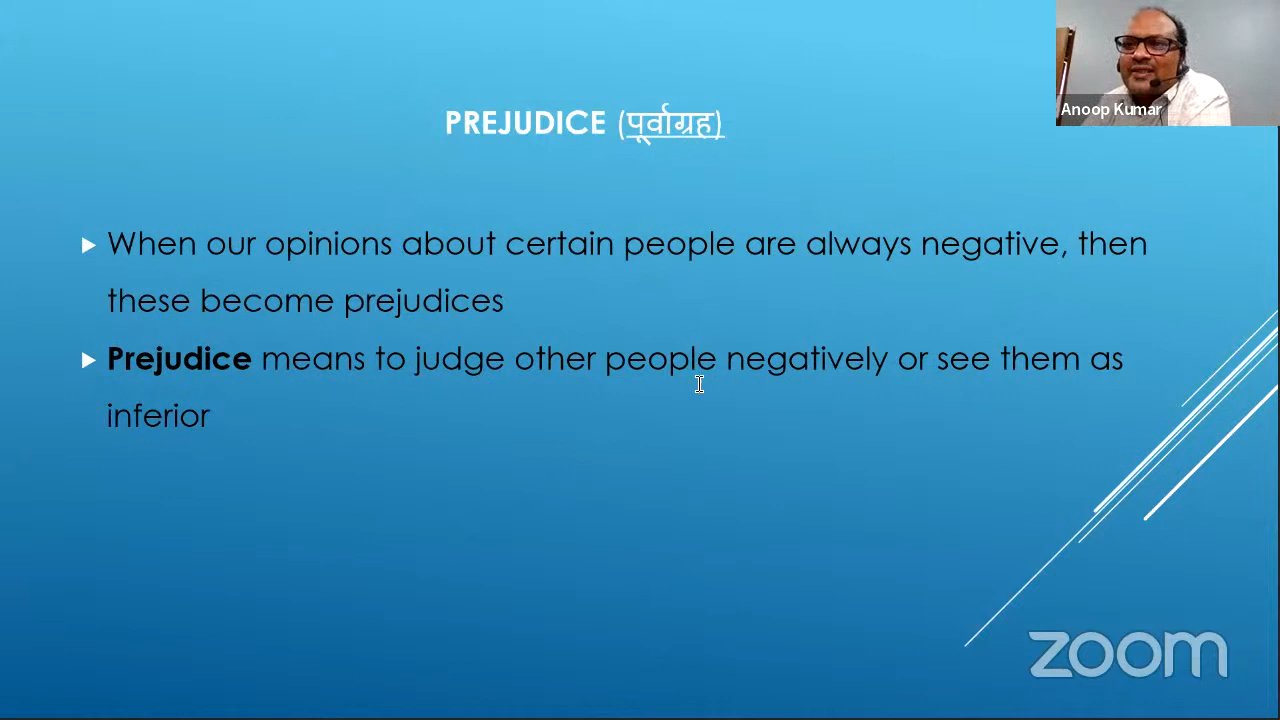 Anoop Kumar
PREJUDICE (पूर्वाग्रह)
When our opinions about certain people are always negative, then
these become prejudices
Prejudice means to judge other people negatively or see them as
inferior
zoom